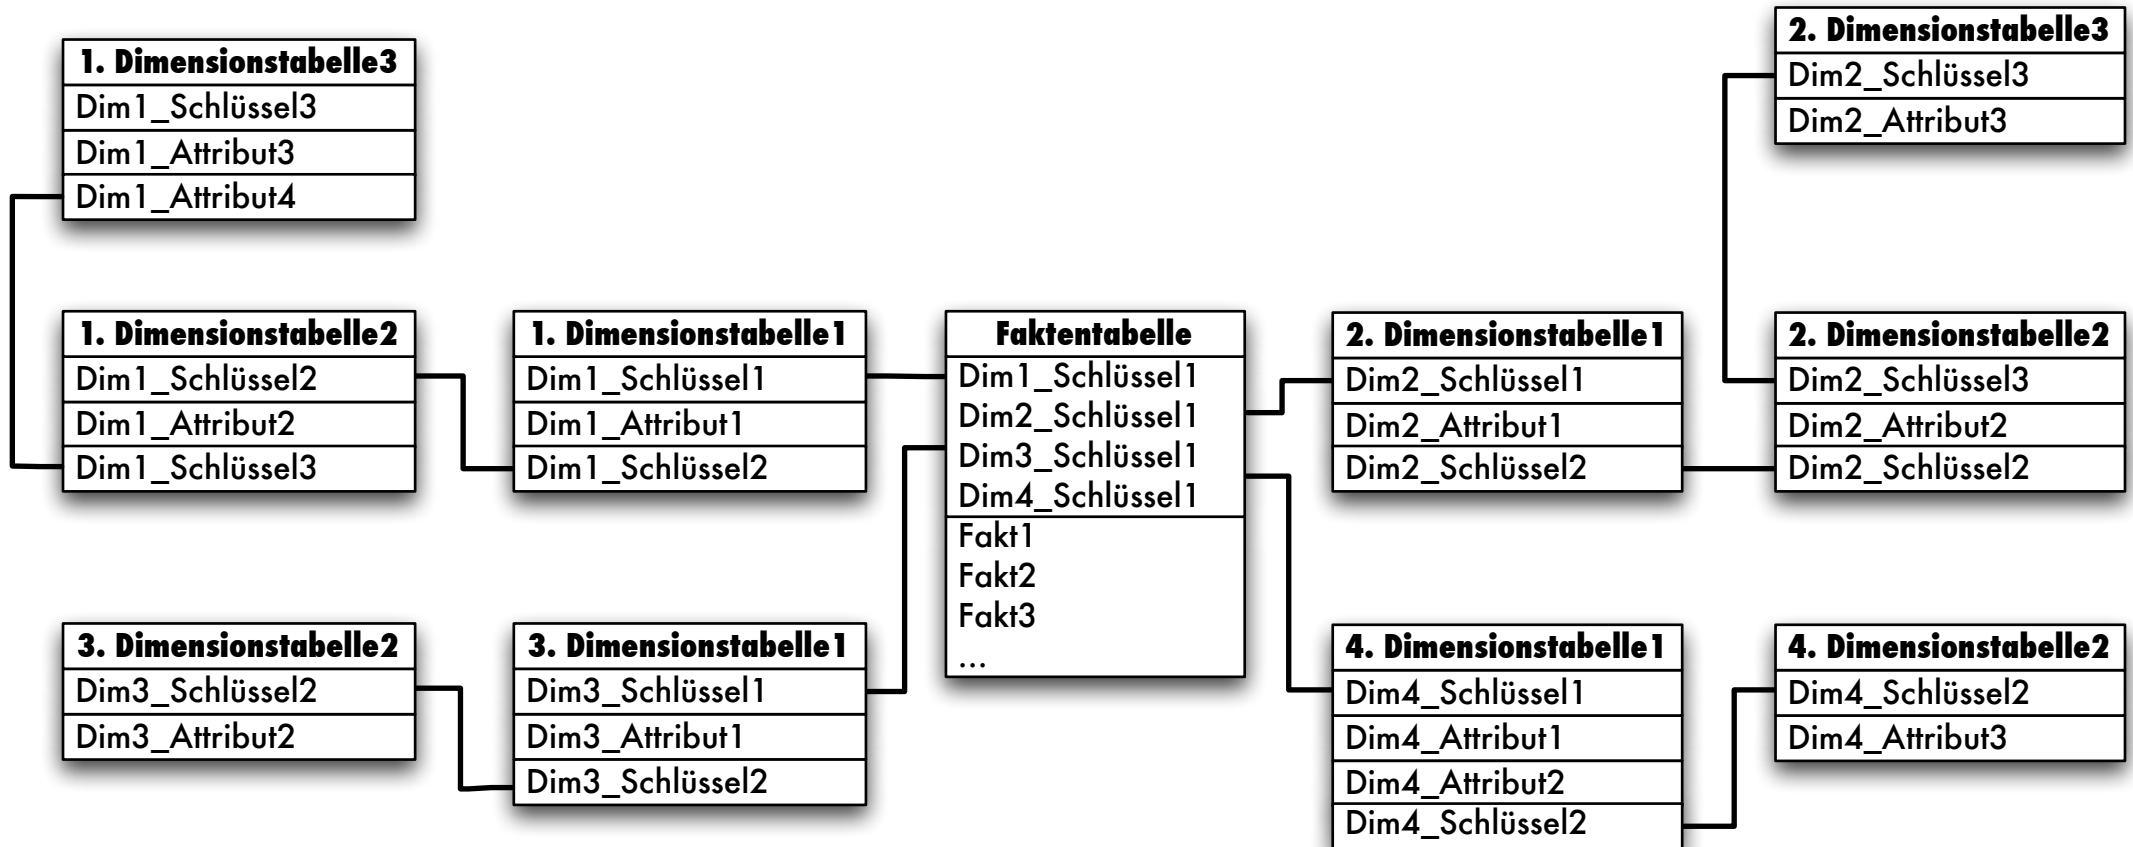 1. Dimensionstabelle3
Dim1_Schlüssel3
Dim1_Attribut3
Dim1_Attribut4
2. Dimensionstabelle3
Dim2_Schlüssel3
Dim2_Attribut3
1. Dimensionstabelle2
Dim1_Schlüssel2
Dim1_Attribut2
Dim1_Schlüssel3
1. Dimensionstabelle1
Dim1_Schlüssel1
Dim1_Attribut1
Dim1_Schlüssel2
Faktentabelle
Dim1_Schlüssel1
Dim2_Schlüssel1
Dim3_Schlüssel1
Dim4_Schlüssel1
Fakt1
Fakt2
Fakt3
...
2. Dimensionstabelle1
Dim2_Schlüssel1
Dim2_Attribut1
Dim2_Schlüssel2
2. Dimensionstabelle2
Dim2_Schlüssel3
Dim2_Attribut2
Dim2_Schlüssel2
3. Dimensionstabelle2
Dim3_Schlüssel2
Dim3_Attribut2
3. Dimensionstabelle1
Dim3_Schlüssel1
Dim3_Attribut1
Dim3_Schlüssel2
4. Dimensionstabelle1
Dim4_Schlüssel1
Dim4_Attribut1
Dim4_Attribut2
Dim4_Schlüssel2
4. Dimensionstabelle2
Dim4_Schlüssel2
Dim4_Attribut3